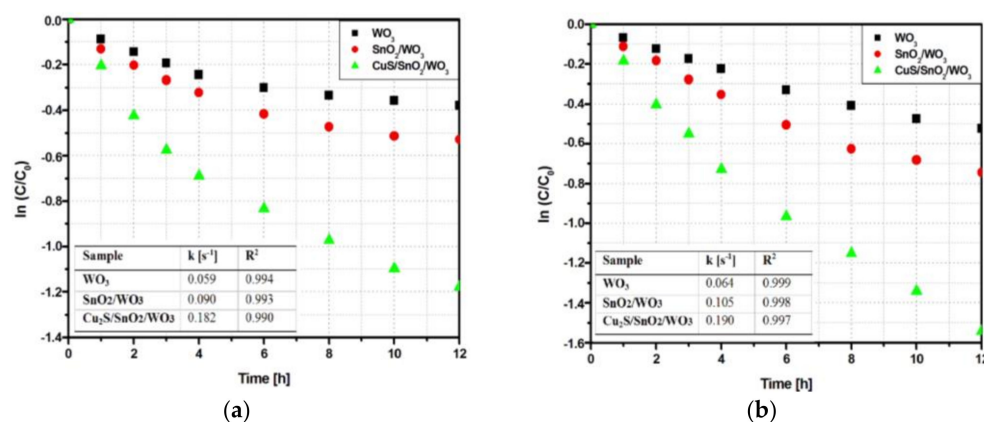 WO₃
SnO₂/WO₃
CuS/SnO₂/WO₃
0.0
-0.2
-0.4
-0.6
-0.8
-1.0
-1.2
-1.4
ln (C/C₀)
Sample k [s⁻¹] R²
WO₃ 0.059 0.994
SnO2/WO3 0.090 0.993
Cu₂S/SnO2/WO3 0.182 0.990
0 2 4 6 8 10 12
Time [h]
(a)
WO₃
SnO₂/WO₃
CuS/SnO₂/WO₃
0.0
-0.2
-0.4
-0.6
-0.8
-1.0
-1.2
-1.4
-1.6
ln (C/C₀)
Sample k [s⁻¹] R²
WO₃ 0.064 0.999
SnO2/WO3 0.105 0.998
Cu₂S/SnO2/WO3 0.190 0.997
0 2 4 6 8 10 12
Time [h]
(b)